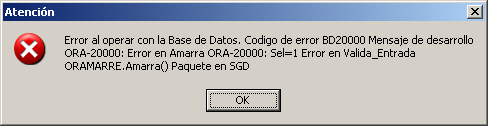 Atención
Error al operar con la Base de Datos. Codigo de error BD20000 Mensaje de desarrollo
ORA-20000: Error en Amarra ORA-20000: Sel=1 Error en Valida_Entrada
ORAMARRE.Amarra() Paquete en SGD
OK